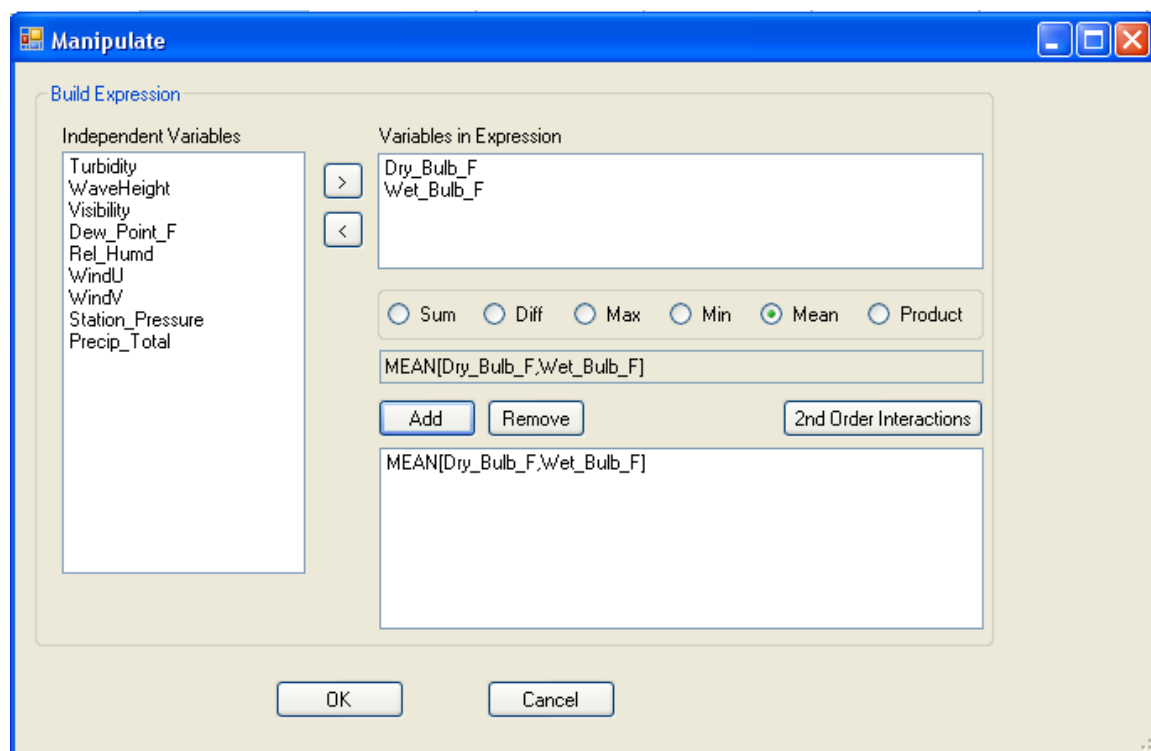 Manipulate
Build Expression
Independent Variables
Turbidity
WaveHeight
Visibility
Dew_Point_F
Rel_Humd
WindU
WindV
Station_Pressure
Precip_Total
>
<
Variables in Expression
Dry_Bulb_F
Wet_Bulb_F
Sum Diff Max Min Mean Product
MEAN[Dry_Bulb_F,Wet_Bulb_F]
Add Remove 2nd Order Interactions
MEAN[Dry_Bulb_F,Wet_Bulb_F]
OK Cancel